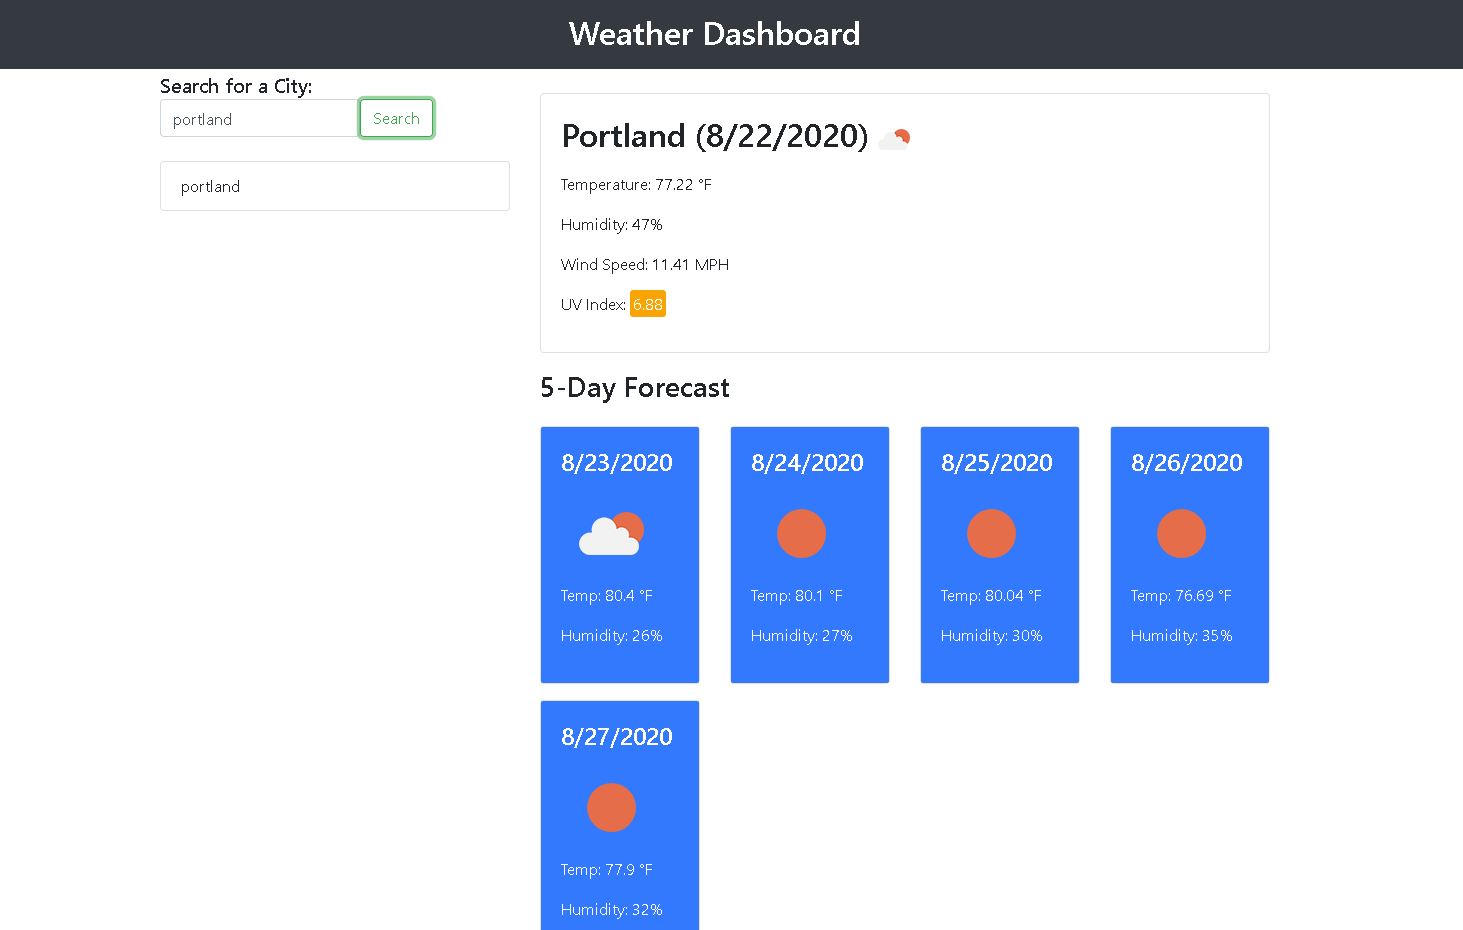 Weather Dashboard
Search for a City:
portland
Search
portland
Portland (8/22/2020)
Temperature: 77.22 °F
Humidity: 47%
Wind Speed: 11.41 MPH
UV Index: 6.88
5-Day Forecast
8/23/2020
Temp: 80.4 °F
Humidity: 26%
8/24/2020
Temp: 80.1 °F
Humidity: 27%
8/25/2020
Temp: 80.04 °F
Humidity: 30%
8/26/2020
Temp: 76.69 °F
Humidity: 35%
8/27/2020
Temp: 77.9 °F
Humidity: 32%